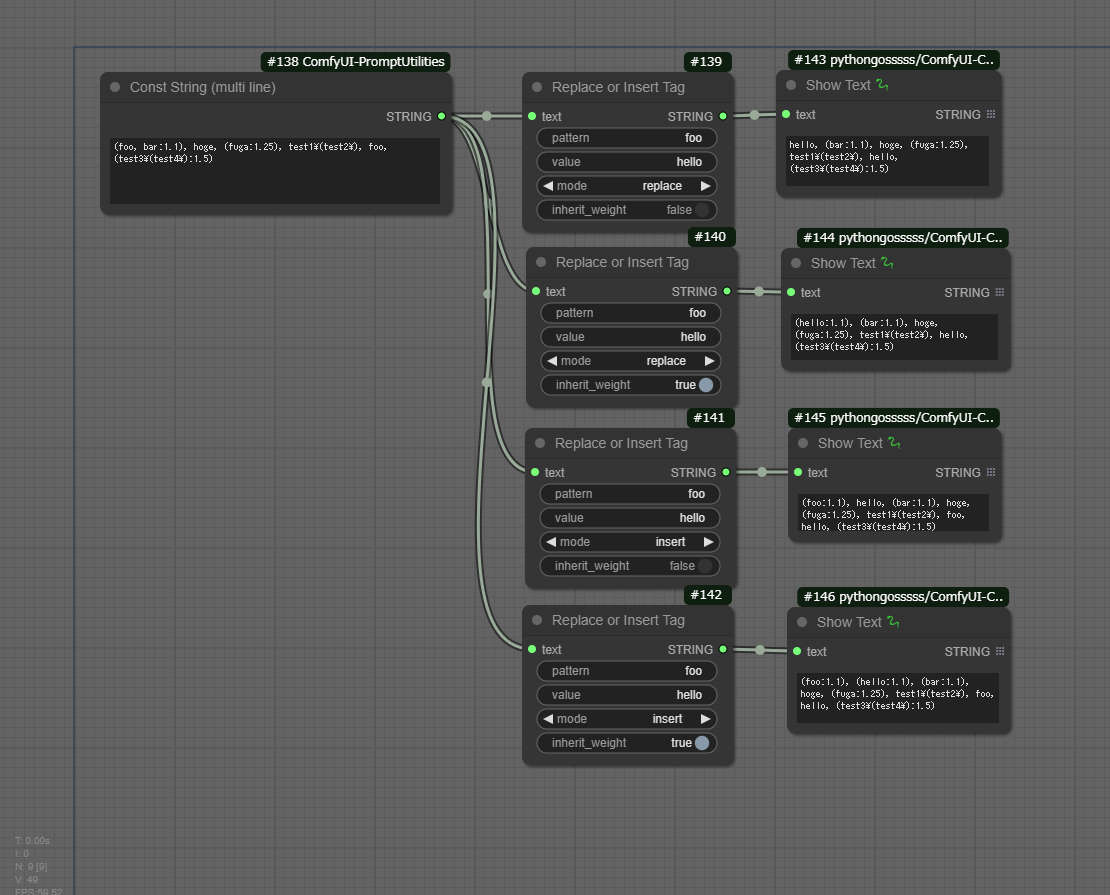 #138 ComfyUI-PromptUtilities
Const String (multi line)
STRING
(foo, bar:1.1), hoge, (fuga:1.25), test1¥(test2¥), foo,
(test3¥(test4¥):1.5)
#139
Replace or Insert Tag
text STRING
pattern foo
value hello
mode replace
inherit_weight false
#143 pythongosssss/ComfyUI-C..
Show Text
text STRING
hello, (bar:1.1), hoge, (fuga:1.25),
test1¥(test2¥), hello,
(test3¥(test4¥):1.5)
#140
Replace or Insert Tag
text STRING
pattern foo
value hello
mode replace
inherit_weight true
#144 pythongosssss/ComfyUI-C..
Show Text
text STRING
(hello:1.1), (bar:1.1), hoge,
(fuga:1.25), test1¥(test2¥), hello,
(test3¥(test4¥):1.5)
#141
Replace or Insert Tag
text STRING
pattern foo
value hello
mode insert
inherit_weight false
#145 pythongosssss/ComfyUI-C..
Show Text
text STRING
(foo:1.1), hello, (bar:1.1), hoge,
(fuga:1.25), test1¥(test2¥), foo,
hello, (test3¥(test4¥):1.5)
#142
Replace or Insert Tag
text STRING
pattern foo
value hello
mode insert
inherit_weight true
#146 pythongosssss/ComfyUI-C..
Show Text
text STRING
(foo:1.1), (hello:1.1), (bar:1.1),
hoge, (fuga:1.25), test1¥(test2¥), foo,
hello, (test3¥(test4¥):1.5)
T: 0.00s
I: 0
N: 9 [9]
V: 49
FPS:59.52